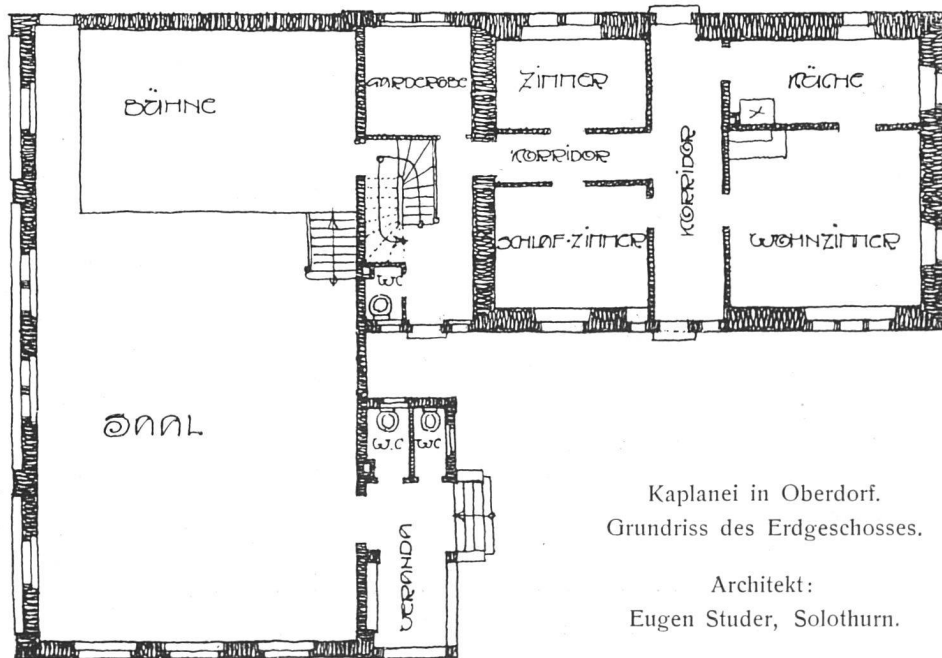 BÜHNE
GARDEROBE
ZIMMER
KÜCHE
KORRIDOR
KORRIDOR
SCHLAF-ZIMMER
WOHNZIMMER
WC
SAAL
W.C
WC
VERANDA
Kaplanei in Oberdorf.
Grundriss des Erdgeschosses.
Architekt:
Eugen Studer, Solothurn.